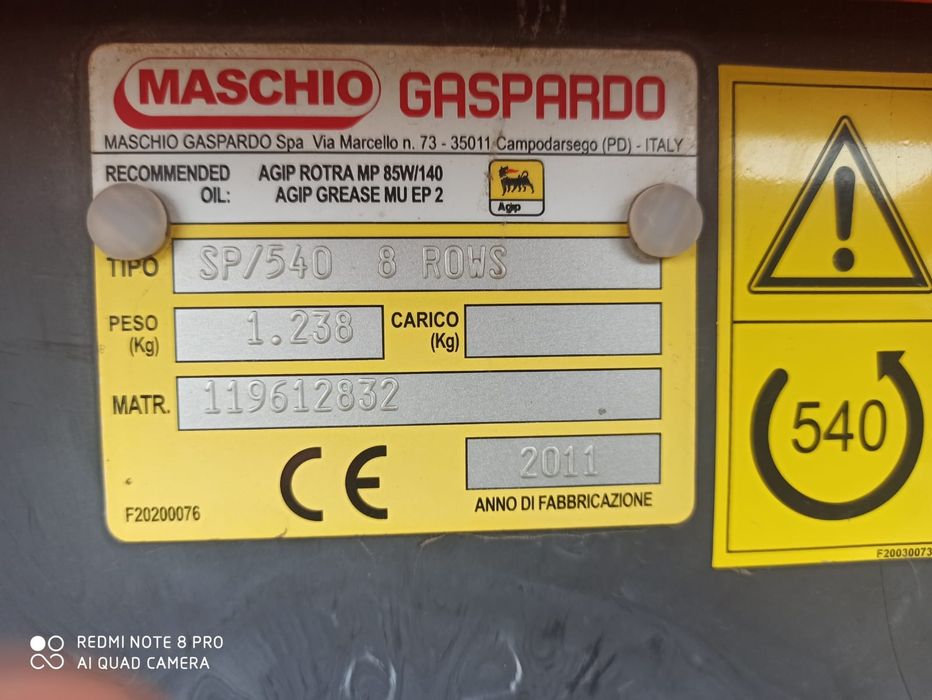 MASCHIO GASPARDO
MASCHIO GASPARDO Spa Via Marcello n. 73 - 35011 Campodarsego (PD) - ITALY
RECOMMENDED OIL: AGIP ROTRA MP 85W/140
AGIP GREASE MU EP 2
Agip
TIPO SP/540 8 ROWS
PESO (Kg) 1.238 CARICO (Kg)
MATR. 119612832
CE 2011
ANNO DI FABBRICAZIONE
F20200076
540
F20030073
REDMI NOTE 8 PRO
AI QUAD CAMERA